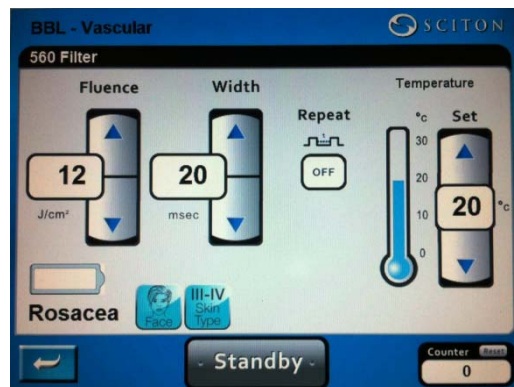 BBL - Vascular
SCITON
560 Filter
Fluence
Width
Repeat
Temperature
°c
Set
30
20
10
0
12
J/cm²
20
msec
OFF
20
°c
Rosacea
Face
III-IV
Skin
Type
Standby
Counter
Reset
0